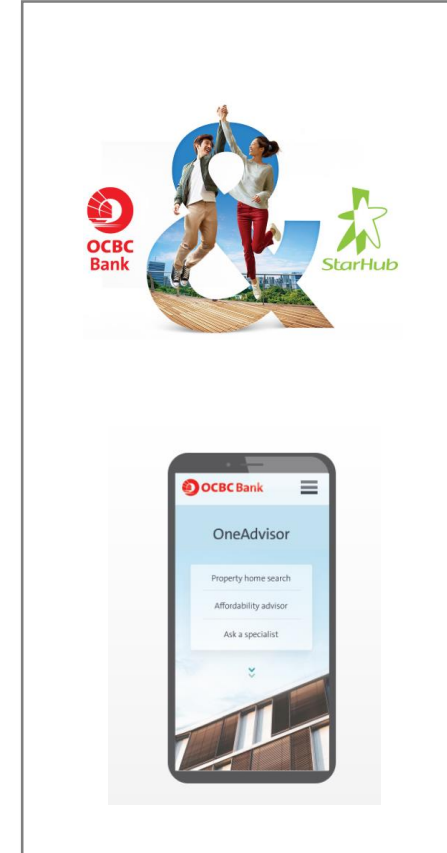 &
OCBC
Bank
StarHub
OCBC Bank
OneAdvisor
Property home search
Affordability advisor
Ask a specialist